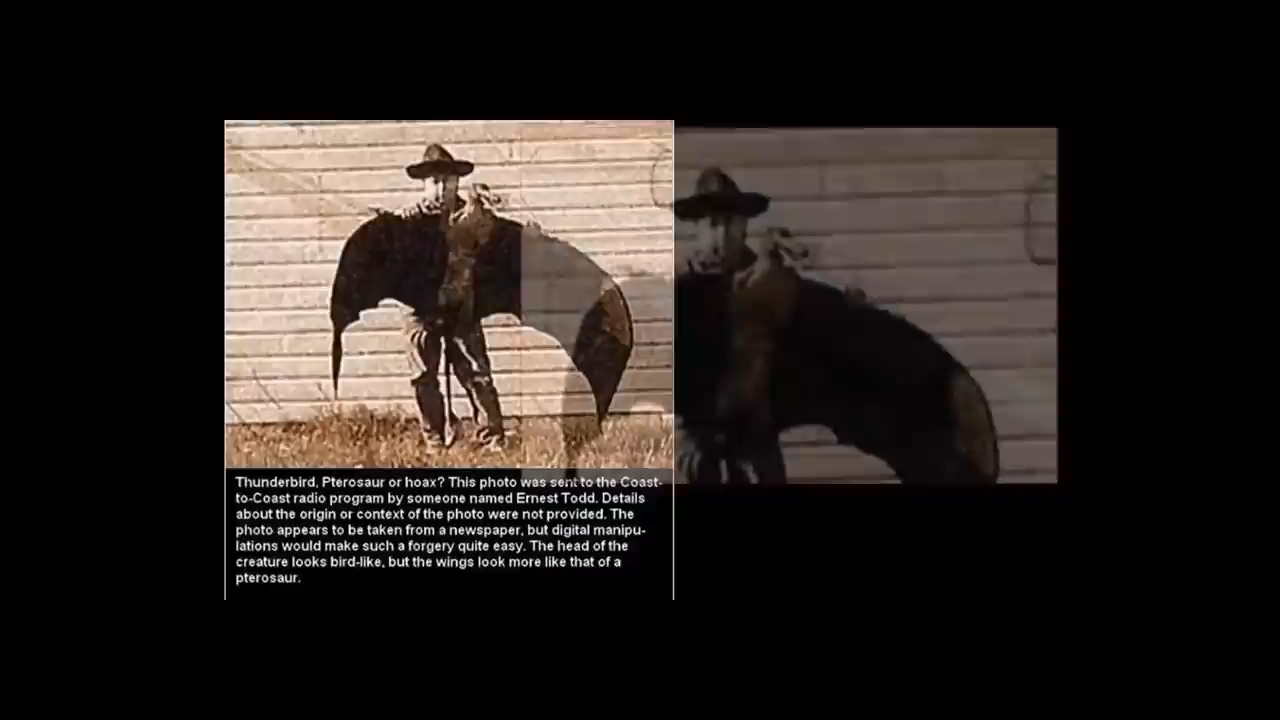 Thunderbird, Pterosaur or hoax? This photo was sent to the Coast-
to-Coast radio program by someone named Ernest Todd. Details
about the origin or context of the photo were not provided. The
photo appears to be taken from a newspaper, but digital manipu-
lations would make such a forgery quite easy. The head of the
creature looks bird-like, but the wings look more like that of a
pterosaur.